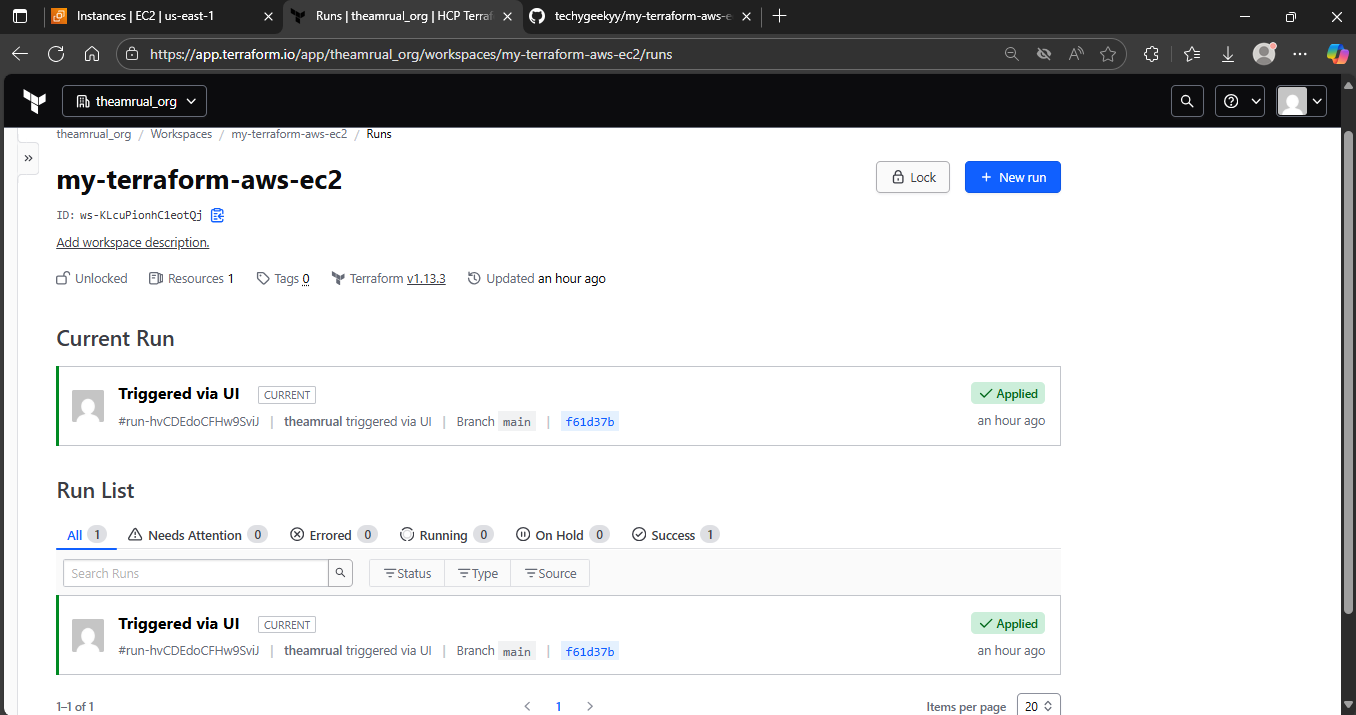 Instances | EC2 | us-east-1
Runs | theamrual_org | HCP Terraf
techygeekyy/my-terraform-aws-e
https://app.terraform.io/app/theamrual_org/workspaces/my-terraform-aws-ec2/runs
theamrual_org
theamrual_org / Workspaces / my-terraform-aws-ec2 / Runs
my-terraform-aws-ec2
Lock
+ New run
ID: ws-KLcuPionhC1eotQj
Add workspace description.
Unlocked Resources 1 Tags 0 Terraform v1.13.3 Updated an hour ago
Current Run
Triggered via UI CURRENT Applied
#run-hvCDEdoCFHw9SviJ | theamrual triggered via UI | Branch main | f61d37b an hour ago
Run List
All 1 Needs Attention 0 Errored 0 Running 0 On Hold 0 Success 1
Search Runs Status Type Source
Triggered via UI CURRENT Applied
#run-hvCDEdoCFHw9SviJ | theamrual triggered via UI | Branch main | f61d37b an hour ago
1–1 of 1 1 Items per page 20